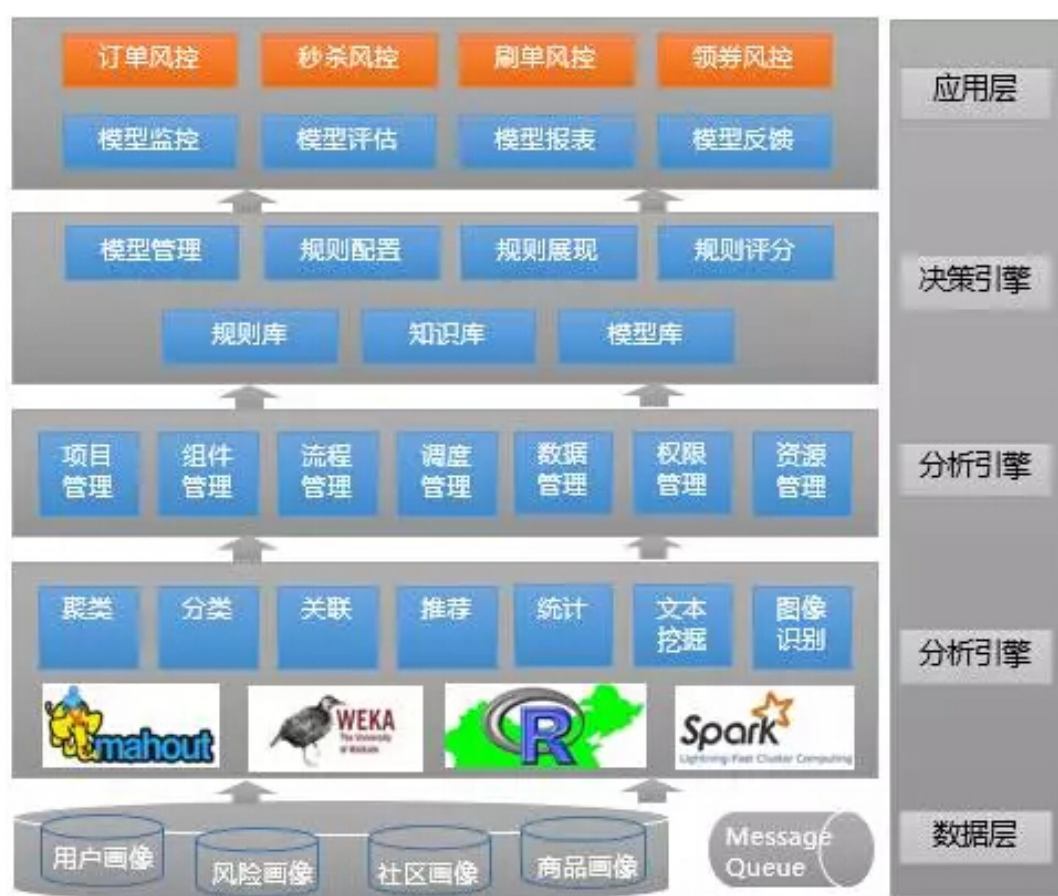 订单风控 秒杀风控 刷单风控 领券风控
应用层
模型监控 模型评估 模型报表 模型反馈
模型管理 规则配置 规则展现 规则评分
决策引擎
规则库 知识库 模型库
项目管理 组件管理 流程管理 调度管理 数据管理 权限管理 资源管理
分析引擎
聚类 分类 关联 推荐 统计 文本挖掘 图像识别
分析引擎
mahout
WEKA
The University
of Waikato
R
Spark
Lightning-Fast Cluster Computing
用户画像 风险画像 社区画像 商品画像
Message
Queue
数据层